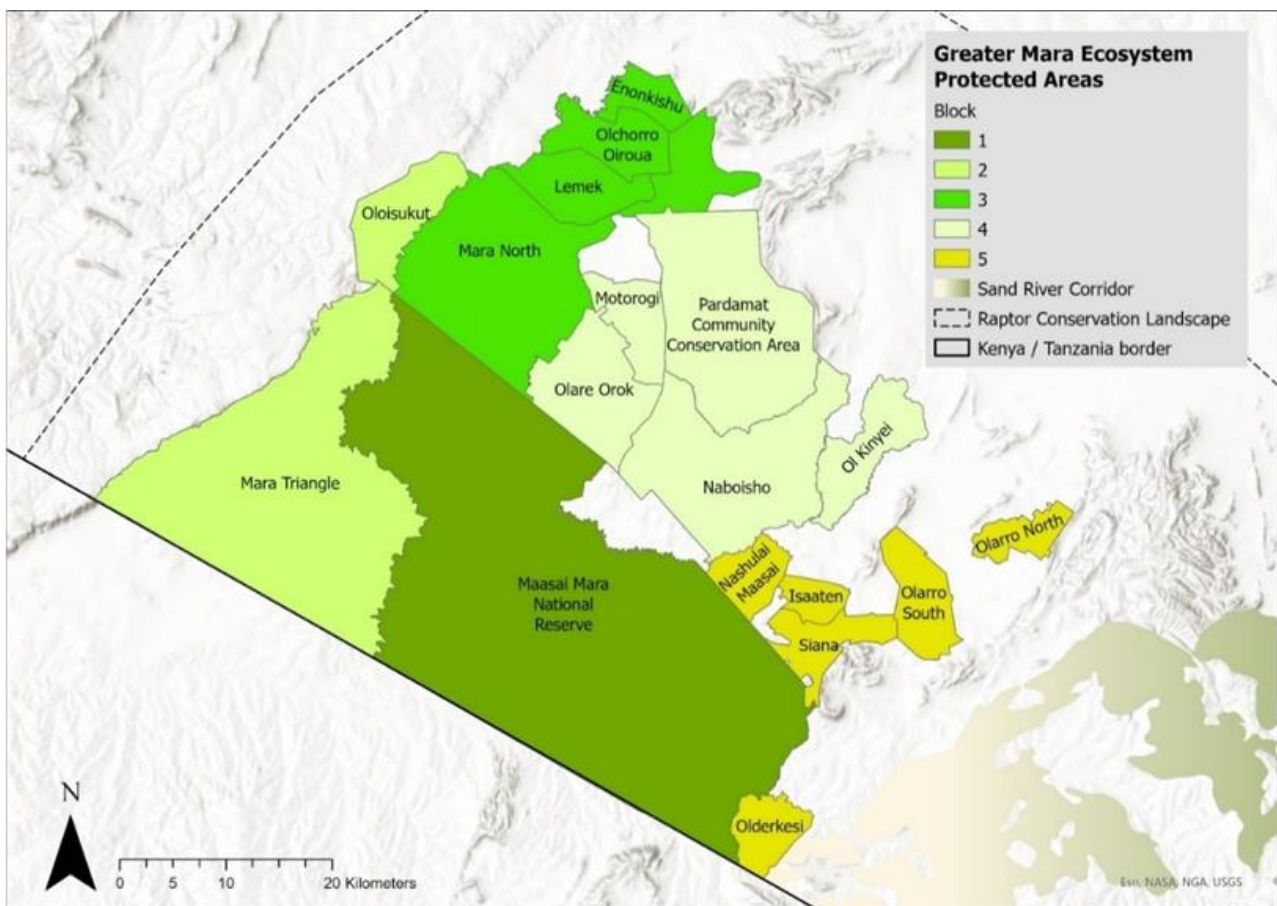 Greater Mara Ecosystem
Protected Areas
Block
1
2
3
4
5
Sand River Corridor
Raptor Conservation Landscape
Kenya / Tanzania border
Enonkishu
Olchorro
Oiroua
Lemek
Oloisukut
Mara North
Motorogi
Pardamat
Community
Conservation Area
Olare Orok
Ol Kinyei
Mara Triangle
Naboisho
Olarro North
Nashulai
Maasai
Isaaten
Olarro
South
Maasai Mara
National
Reserve
Siana
Olderkesi
N
0 5 10 20 Kilometers
Esri, NASA, NGA, USGS
©